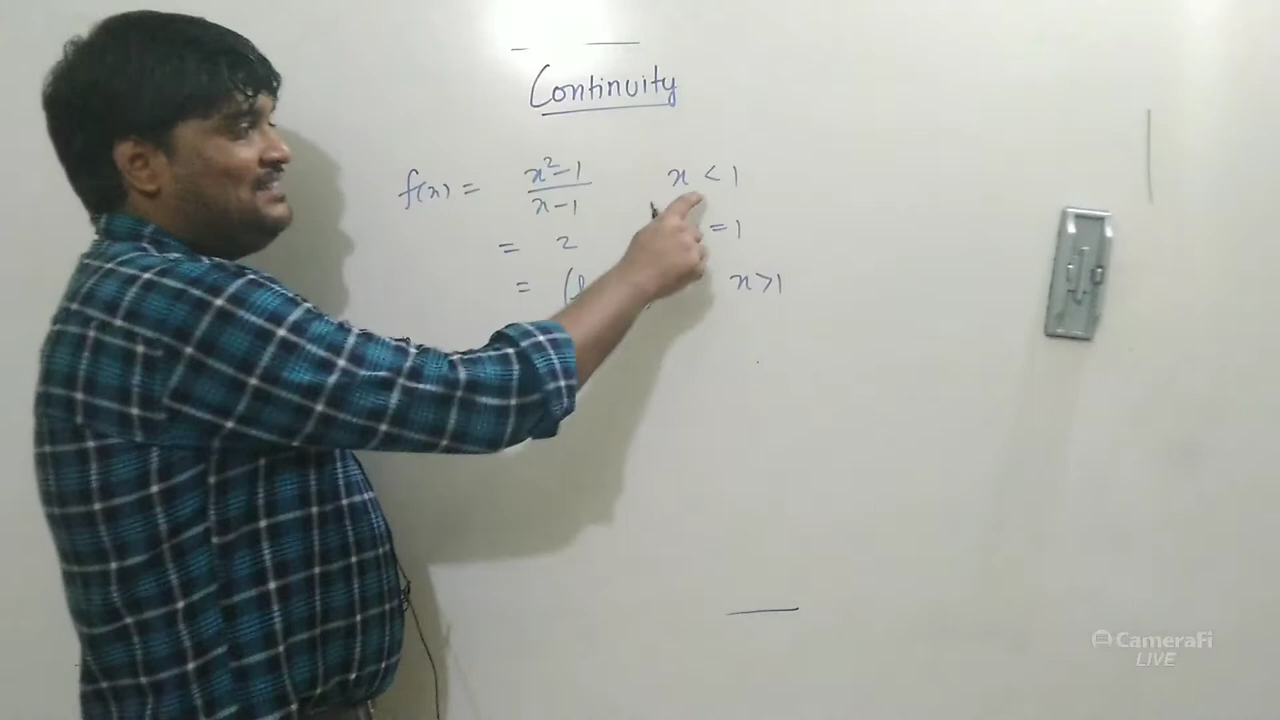 Continuity
f(x) = x²-1 / x-1 x < 1
= 2 = 1
= ( x > 1
CameraFi
LIVE